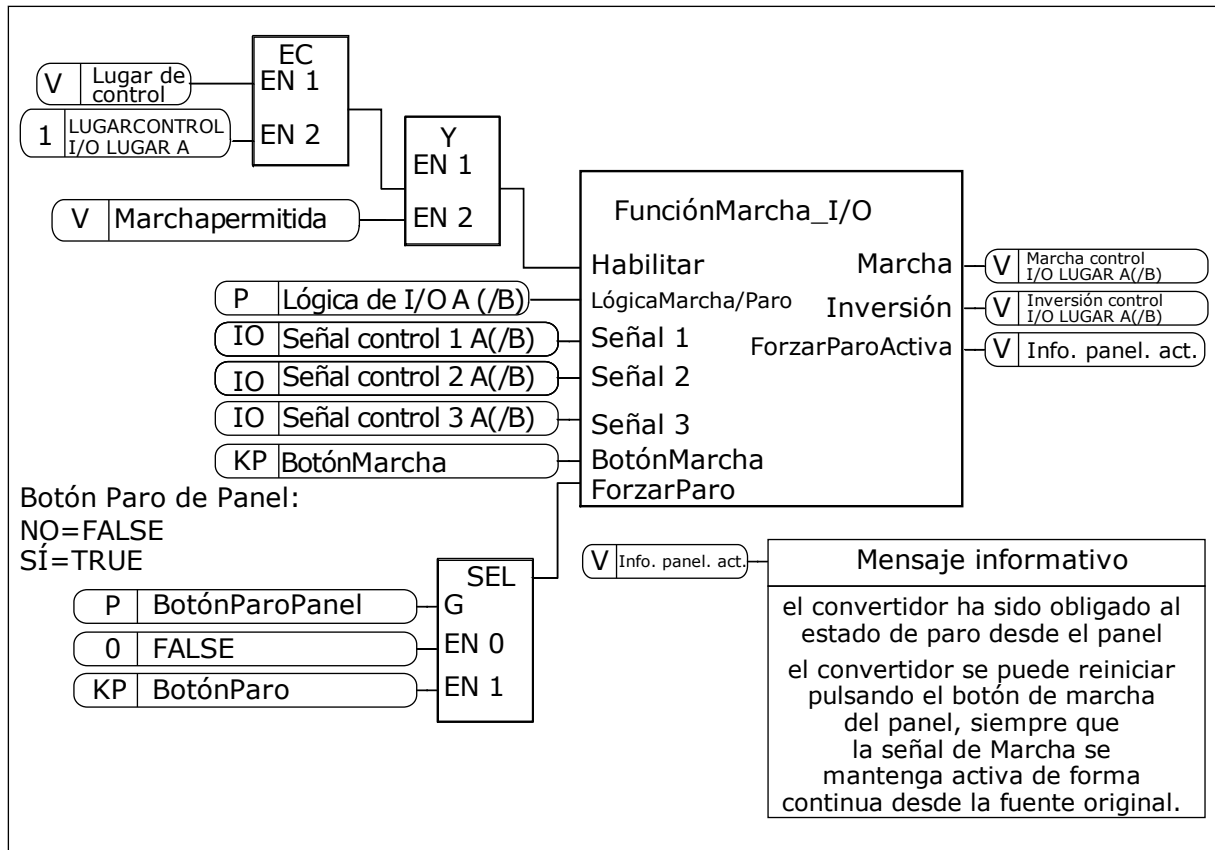 EC
V Lugar de
control
EN 1
1 LUGARCONTROL
I/O LUGAR A
EN 2
Y
EN 1
V Marchapermitida
EN 2
FunciónMarcha_I/O
Habilitar
Marcha
V Marcha control
I/O LUGAR A(/B)
P Lógica de I/O A (/B)
LógicaMarcha/Paro
Inversión
V Inversión control
I/O LUGAR A(/B)
IO Señal control 1 A(/B)
Señal 1
ForzarParoActiva
V Info. panel. act.
IO Señal control 2 A(/B)
Señal 2
IO Señal control 3 A(/B)
Señal 3
KP BotónMarcha
BotónMarcha
ForzarParo
Botón Paro de Panel:
NO=FALSE
SÍ=TRUE
SEL
P BotónParoPanel
G
0 FALSE
EN 0
KP BotónParo
EN 1
V Info. panel. act.
Mensaje informativo
el convertidor ha sido obligado al
estado de paro desde el panel
el convertidor se puede reiniciar
pulsando el botón de marcha
del panel, siempre que
la señal de Marcha se
mantenga activa de forma
continua desde la fuente original.